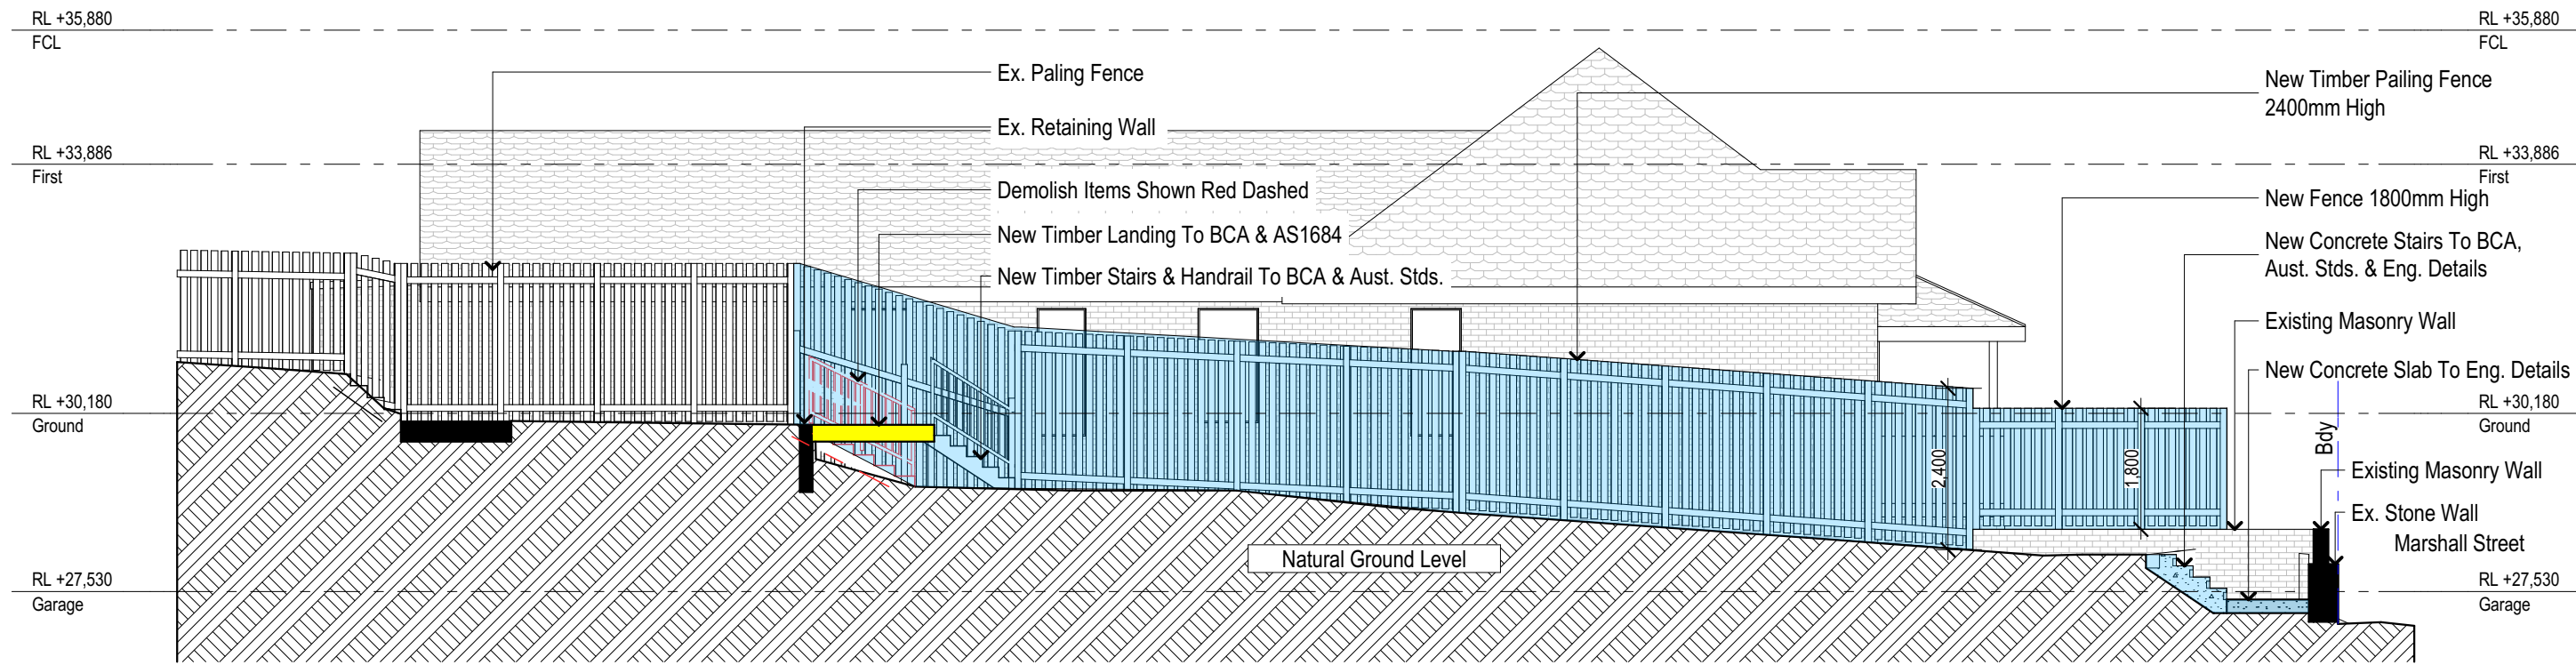 RL +35,880
FCL
RL +35,880
FCL
Ex. Paling Fence
New Timber Pailing Fence
2400mm High
Ex. Retaining Wall
RL +33,886
First
RL +33,886
First
Demolish Items Shown Red Dashed
New Fence 1800mm High
New Timber Landing To BCA & AS1684
New Concrete Stairs To BCA,
Aust. Stds. & Eng. Details
New Timber Stairs & Handrail To BCA & Aust. Stds.
Existing Masonry Wall
New Concrete Slab To Eng. Details
RL +30,180
Ground
RL +30,180
Ground
Bdy
2,400
1,800
Existing Masonry Wall
Ex. Stone Wall
Marshall Street
Natural Ground Level
RL +27,530
Garage
RL +27,530
Garage